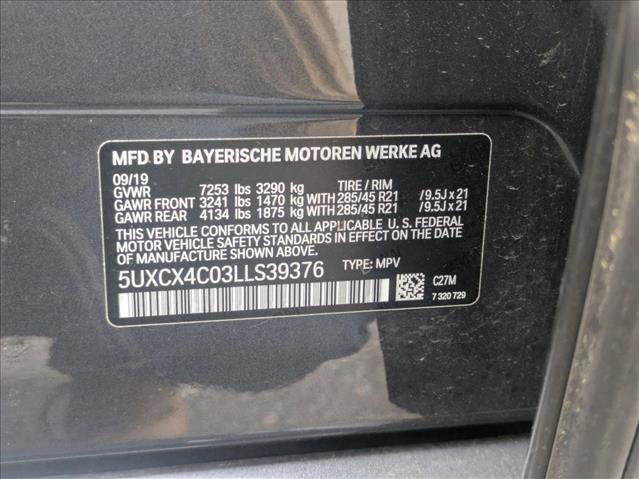 MFD BY BAYERISCHE MOTOREN WERKE AG
09/19
GVWR 7253 lbs 3290 kg TIRE / RIM
GAWR FRONT 3241 lbs 1470 kg WITH 285/45 R21 /9.5J x 21
GAWR REAR 4134 lbs 1875 kg WITH 285/45 R21 /9.5J x 21
THIS VEHICLE CONFORMS TO ALL APPLICABLE U. S. FEDERAL
MOTOR VEHICLE SAFETY STANDARDS IN EFFECT ON THE DATE
OF MANUFACTURE SHOWN ABOVE.
5UXCX4C03LLS39376 TYPE: MPV
C27M
7 320 729